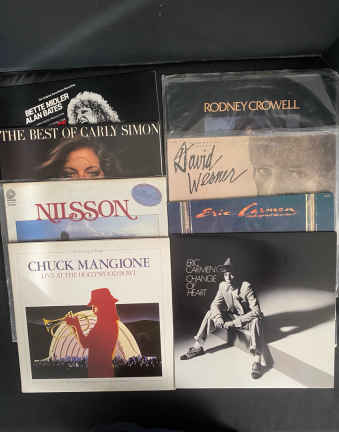 BETTE MIDLER
ALAN BATES
THE BEST OF CARLY SIMON
NILSSON
CHUCK MANGIONE
LIVE AT THE HOLLYWOOD BOWL
RODNEY CROWELL
David
Werner
Eric Carmen
ERIC
CARMEN
CHANGE
OF
HEART